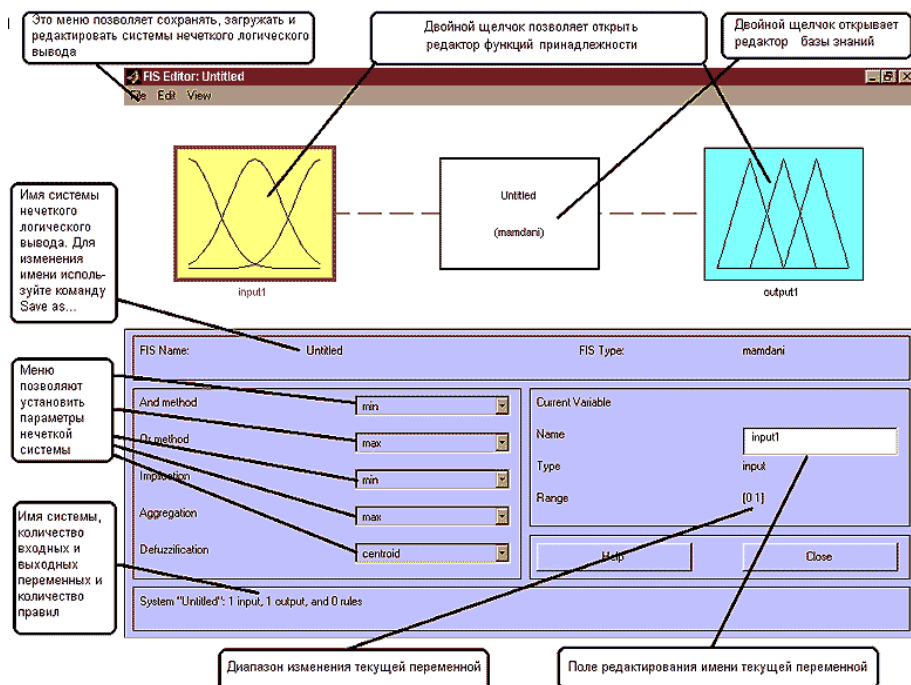 Это меню позволяет сохранять, загружать и
редактировать системы нечеткого логического
вывода
Двойной щелчок позволяет открыть
редактор функций принадлежности
Двойной щелчок открывает
редактор базы знаний
FIS Editor: Untitled
File Edit View
Untitled
(mamdani)
input1
output1
Имя системы
нечеткого
логического
вывода. Для
изменения
имени исполь-
зуйте команду
Save as...
FIS Name:
Untitled
FIS Type:
mamdani
Меню
позволяют
установить
параметры
нечеткой
системы
And method
min
Or method
max
Implication
min
Aggregation
max
Defuzzification
centroid
Current Variable
Name
input1
Type
input
Range
[0 1]
Help
Close
Имя системы,
количество
входных и
выходных
переменных и
количество
правил
System "Untitled": 1 input, 1 output, and 0 rules
Диапазон изменения текущей переменной
Поле редактирования имени текущей переменной